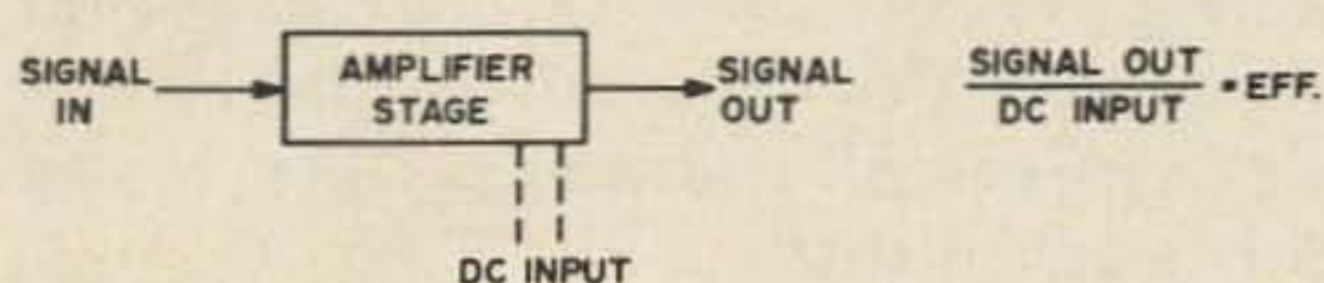 SIGNAL
IN
AMPLIFIER
STAGE
SIGNAL
OUT
SIGNAL OUT
DC INPUT
= EFF.
DC INPUT